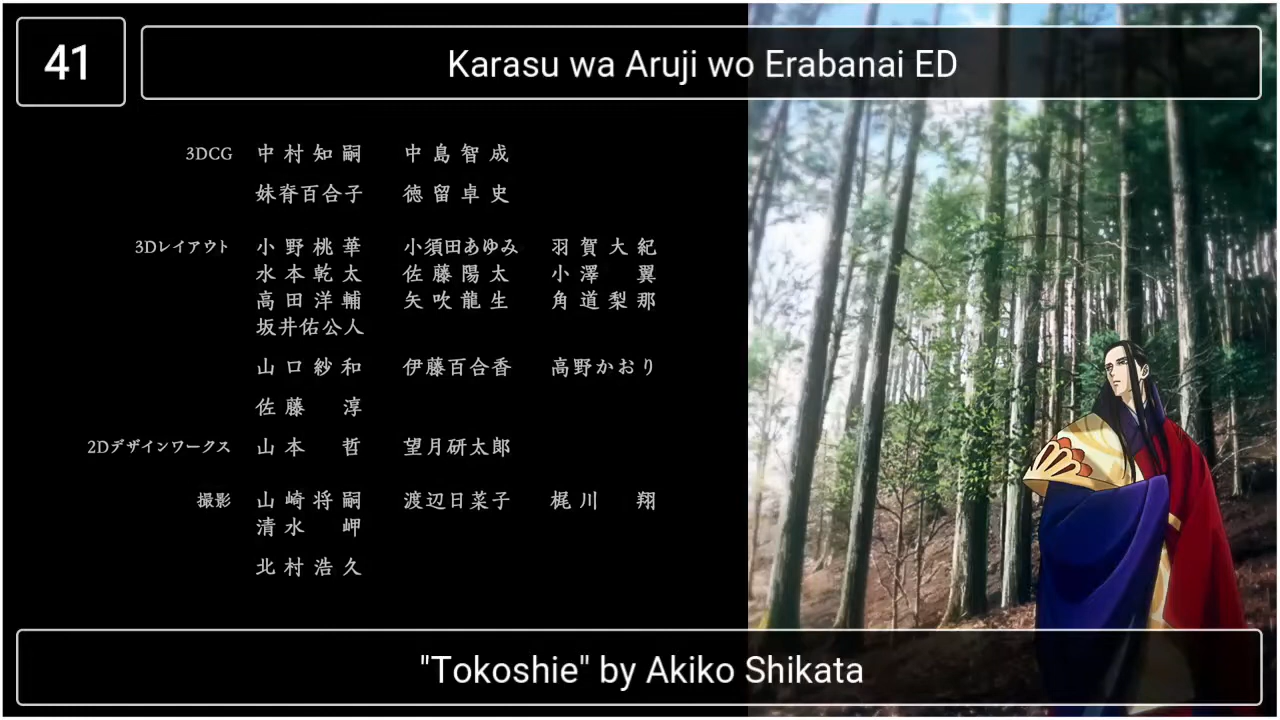 41
Karasu wa Aruji wo Erabanai ED
3DCG 中村知嗣 中島智成
妹脊百合子 徳留卓史
3Dレイアウト 小野桃華 小須田あゆみ 羽賀大紀
水本乾太 佐藤陽太 小澤 翼
高田洋輔 矢吹龍生 角道梨那
坂井佑公人
山口紗和 伊藤百合香 高野かおり
佐藤 淳
2Dデザインワークス 山本 哲 望月研太郎
撮影 山崎将嗣 渡辺日菜子 梶川 翔
清水 岬
北村浩久
"Tokoshie" by Akiko Shikata